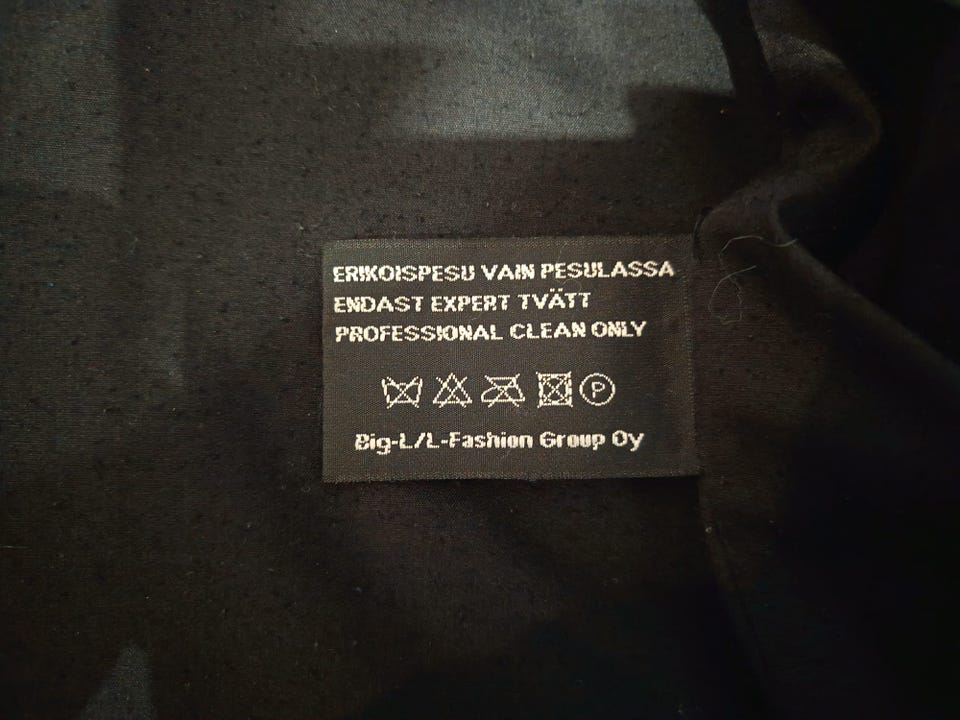 ERIKOISPESU VAIN PESULASSA
ENDAST EXPERT TVÄTT
PROFESSIONAL CLEAN ONLY
P
Big-L/L-Fashion Group Oy